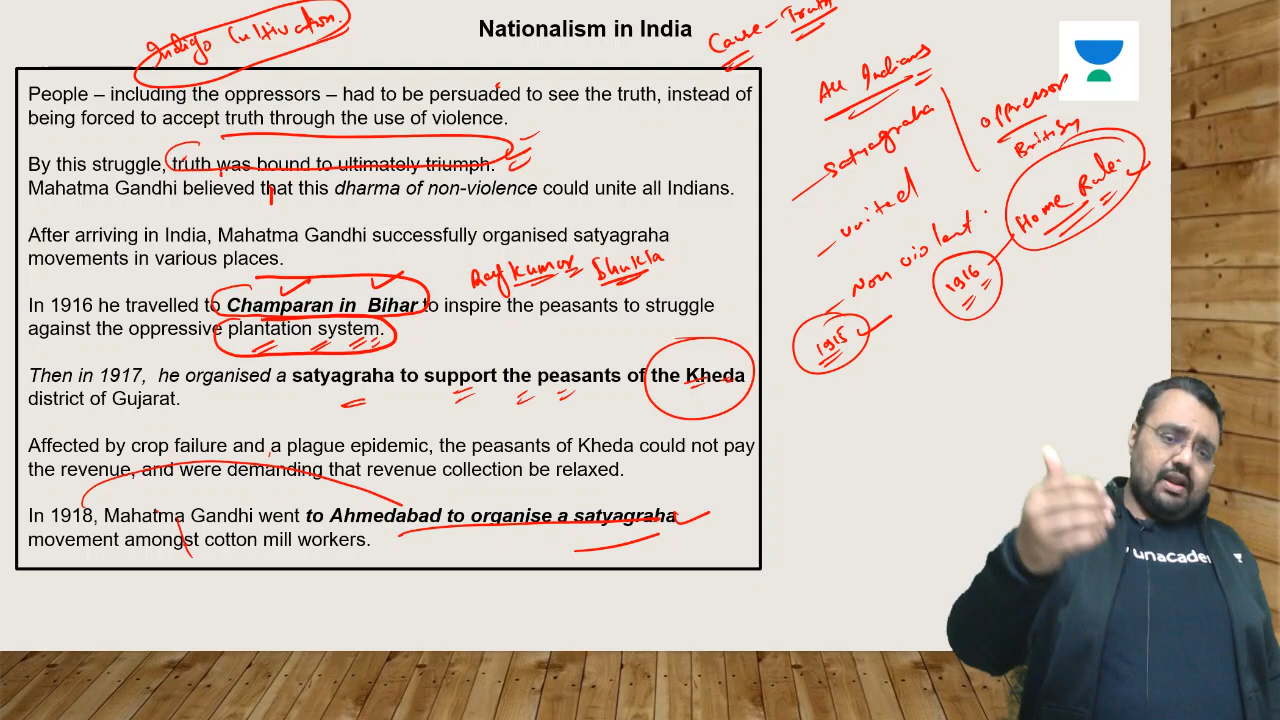 Nationalism in India
Indigo Cultivation.
Cause - Truth
People – including the oppressors – had to be persuaded to see the truth, instead of
being forced to accept truth through the use of violence.
By this struggle, truth was bound to ultimately triumph.
Mahatma Gandhi believed that this dharma of non-violence could unite all Indians.
After arriving in India, Mahatma Gandhi successfully organised satyagraha
movements in various places.
Rajkumar Shukla
In 1916 he travelled to Champaran in Bihar to inspire the peasants to struggle
against the oppressive plantation system.
Then in 1917, he organised a satyagraha to support the peasants of the Kheda
district of Gujarat.
Affected by crop failure and a plague epidemic, the peasants of Kheda could not pay
the revenue, and were demanding that revenue collection be relaxed.
In 1918, Mahatma Gandhi went to Ahmedabad to organise a satyagraha
movement amongst cotton mill workers.
All Indians
satyagraha
united
Non violent.
1915
oppressor
British
Home Rule.
1916
unacade